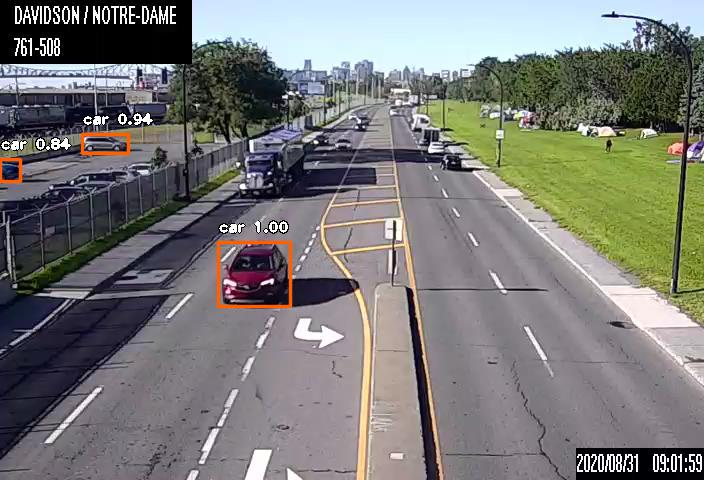 DAVIDSON / NOTRE-DAME
761-508
car 0.94
car 0.84
car 1.00
2020/08/31 09:01:59